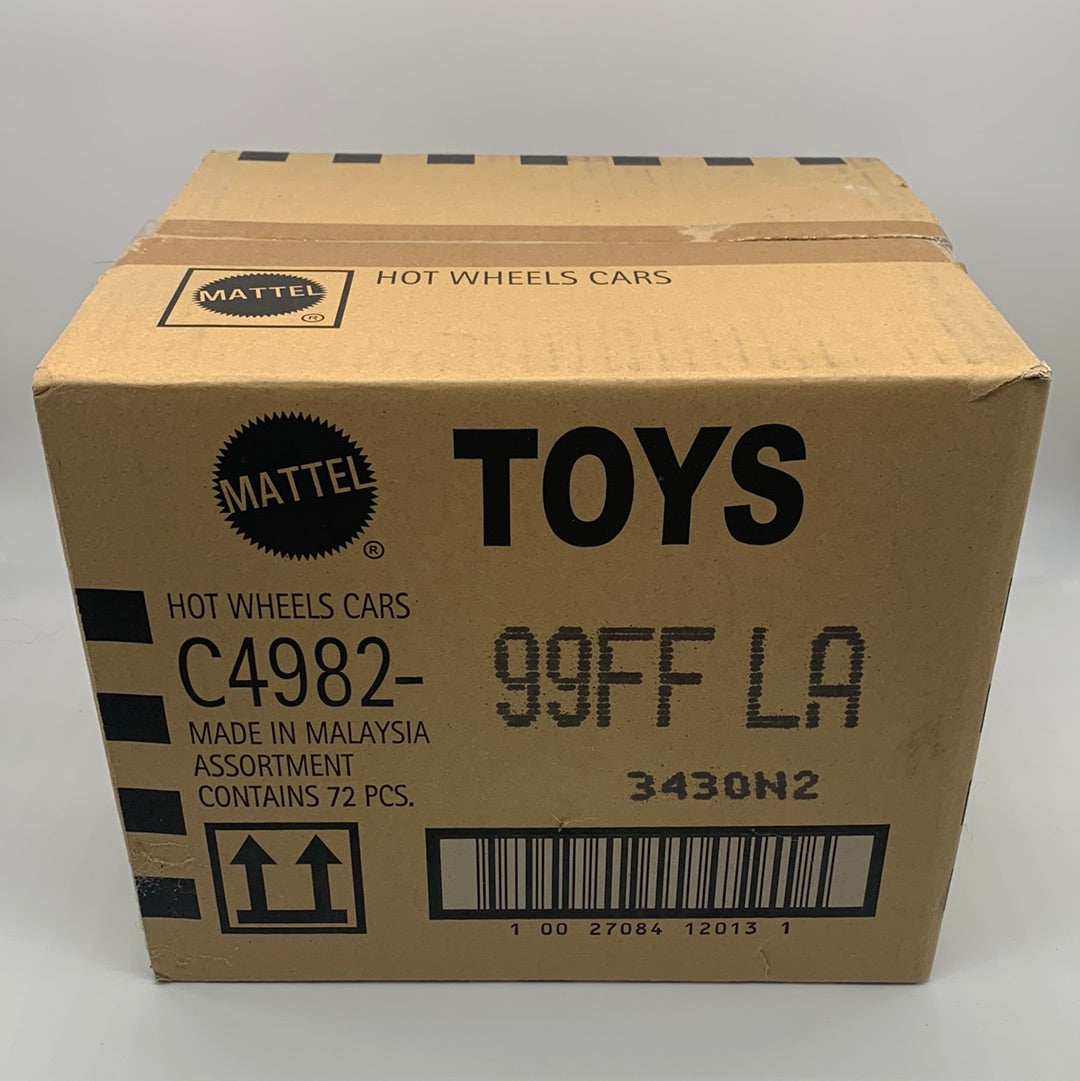 MATTEL
®
HOT WHEELS CARS
MATTEL
®
TOYS
HOT WHEELS CARS
C4982-
99FF LA
MADE IN MALAYSIA
ASSORTMENT
CONTAINS 72 PCS.
3430N2
1 00 27084 12013 1